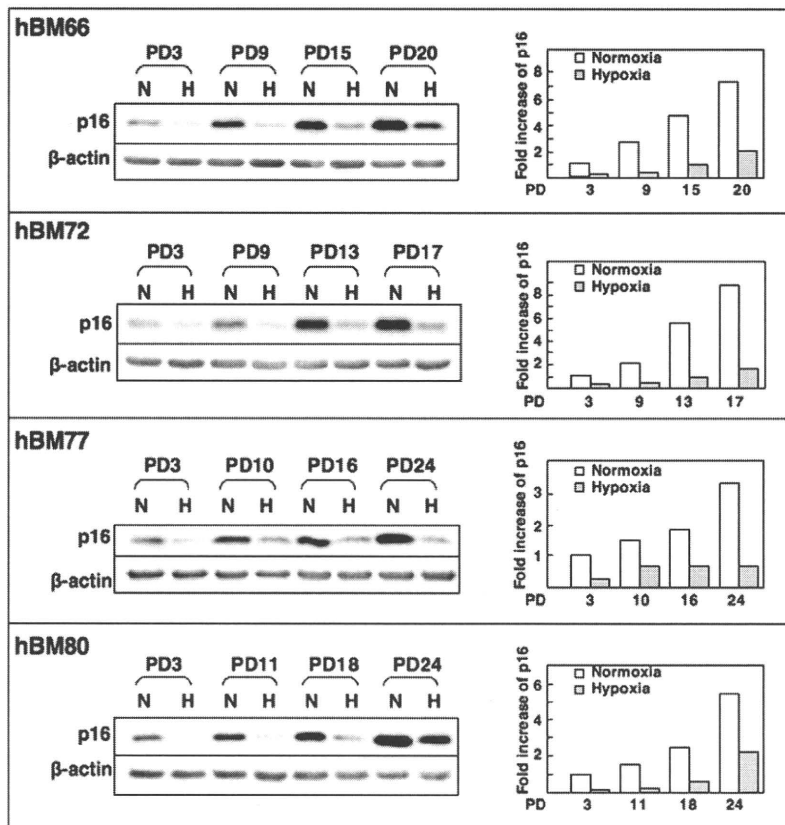 hBM66
PD3 PD9 PD15 PD20
N H N H N H N H
p16
β-actin
Fold increase of p16
Normoxia
Hypoxia
8
6
4
2
PD 3 9 15 20
hBM72
PD3 PD9 PD13 PD17
N H N H N H N H
p16
β-actin
Fold increase of p16
Normoxia
Hypoxia
8
6
4
2
PD 3 9 13 17
hBM77
PD3 PD10 PD16 PD24
N H N H N H N H
p16
β-actin
Fold increase of p16
Normoxia
Hypoxia
3
2
1
PD 3 10 16 24
hBM80
PD3 PD11 PD18 PD24
N H N H N H N H
p16
β-actin
Fold increase of p16
Normoxia
Hypoxia
6
4
2
PD 3 11 18 24